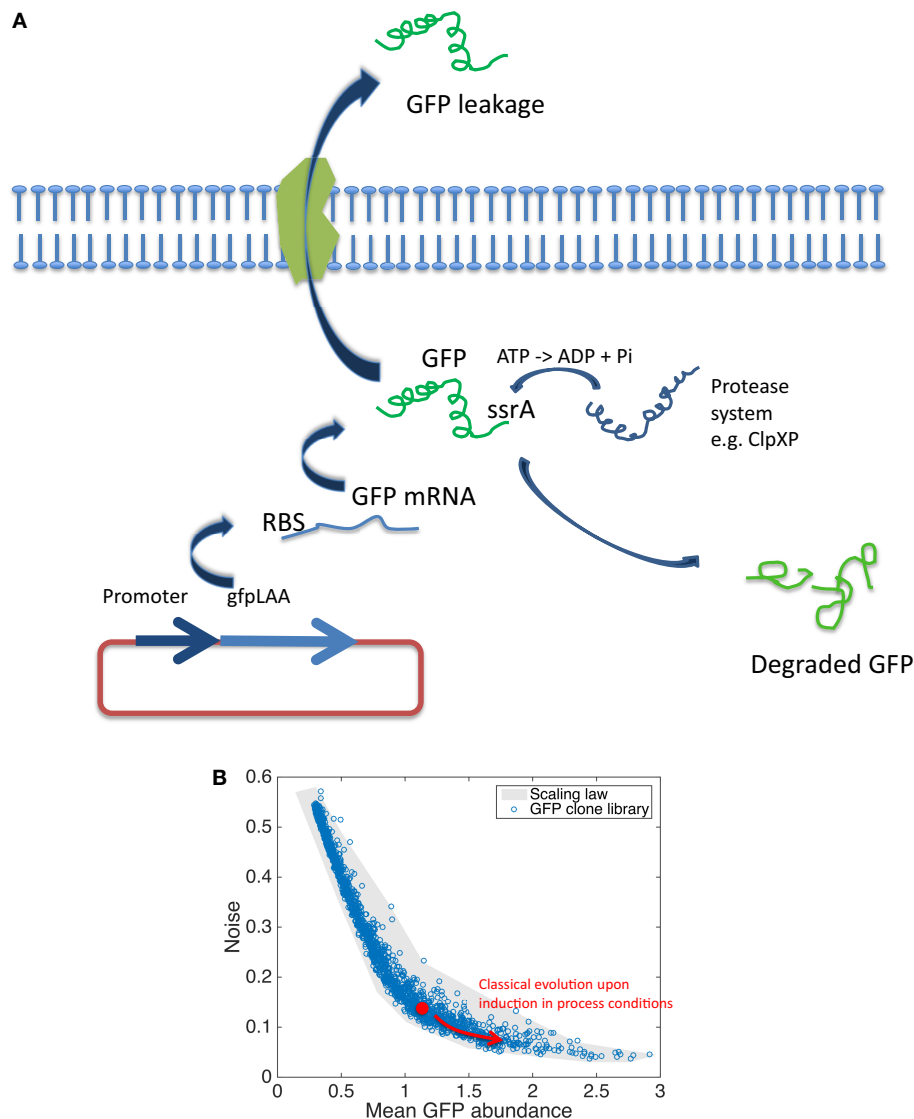 A
GFP leakage
GFP
ATP -> ADP + Pi
ssrA
Protease
system
e.g. ClpXP
GFP mRNA
RBS
Promoter
gfpLAA
Degraded GFP
B
0.6
0.5
0.4
0.3
0.2
0.1
0
Noise
Scaling law
GFP clone library
Classical evolution upon
induction in process conditions
0
0.5
1
1.5
2
2.5
3
Mean GFP abundance